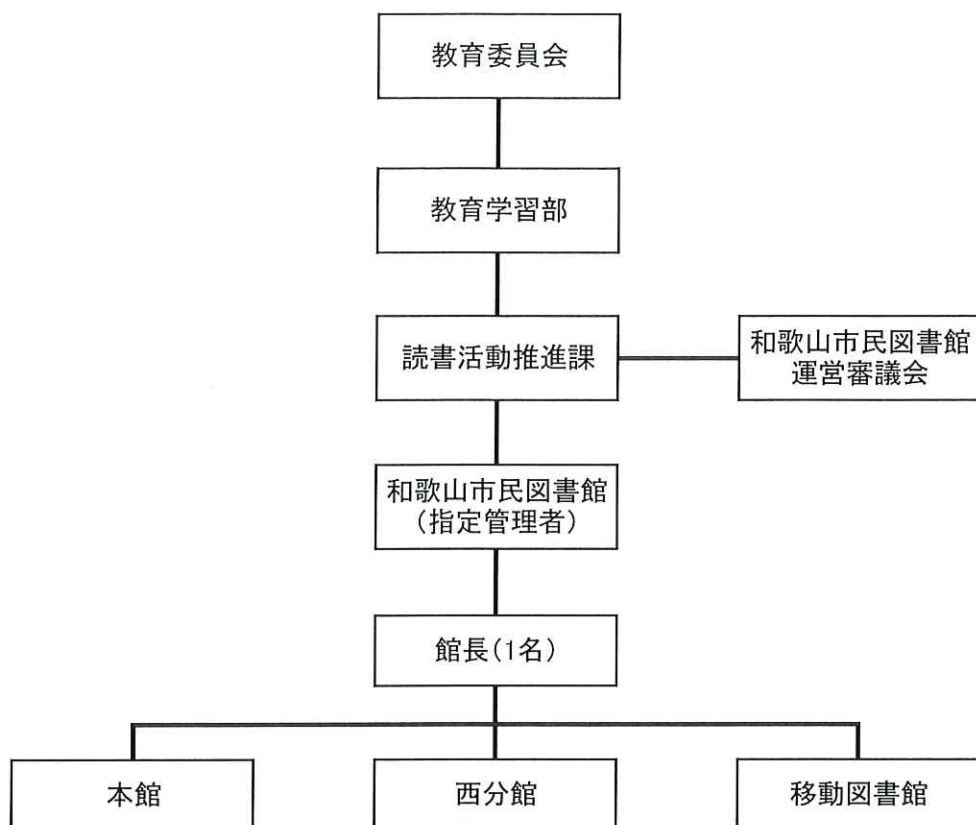 教育委員会
教育学習部
読書活動推進課
和歌山市民図書館
運営審議会
和歌山市民図書館
(指定管理者)
館長(1名)
本館
西分館
移動図書館